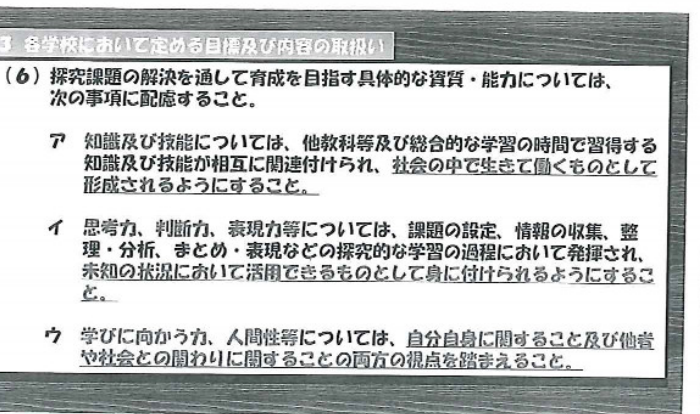 3 各学校において定める目標及び内容の取扱い
(6) 探究課題の解決を通して育成を目指す具体的な資質・能力については、
次の事項に配慮すること。
ア 知識及び技能については、他教科等及び総合的な学習の時間で習得する
知識及び技能が相互に関連付けられ、社会の中で生きて働くものとして
形成されるようにすること。
イ 思考力、判断力、表現力等については、課題の設定、情報の収集、整
理・分析、まとめ・表現などの探究的な学習の過程において発揮され、
未知の状況において活用できるものとして身に付けられるようにするこ
と。
ウ 学びに向かう力、人間性等については、自分自身に関すること及び他者
や社会との関わりに関することの両方の視点を踏まえること。